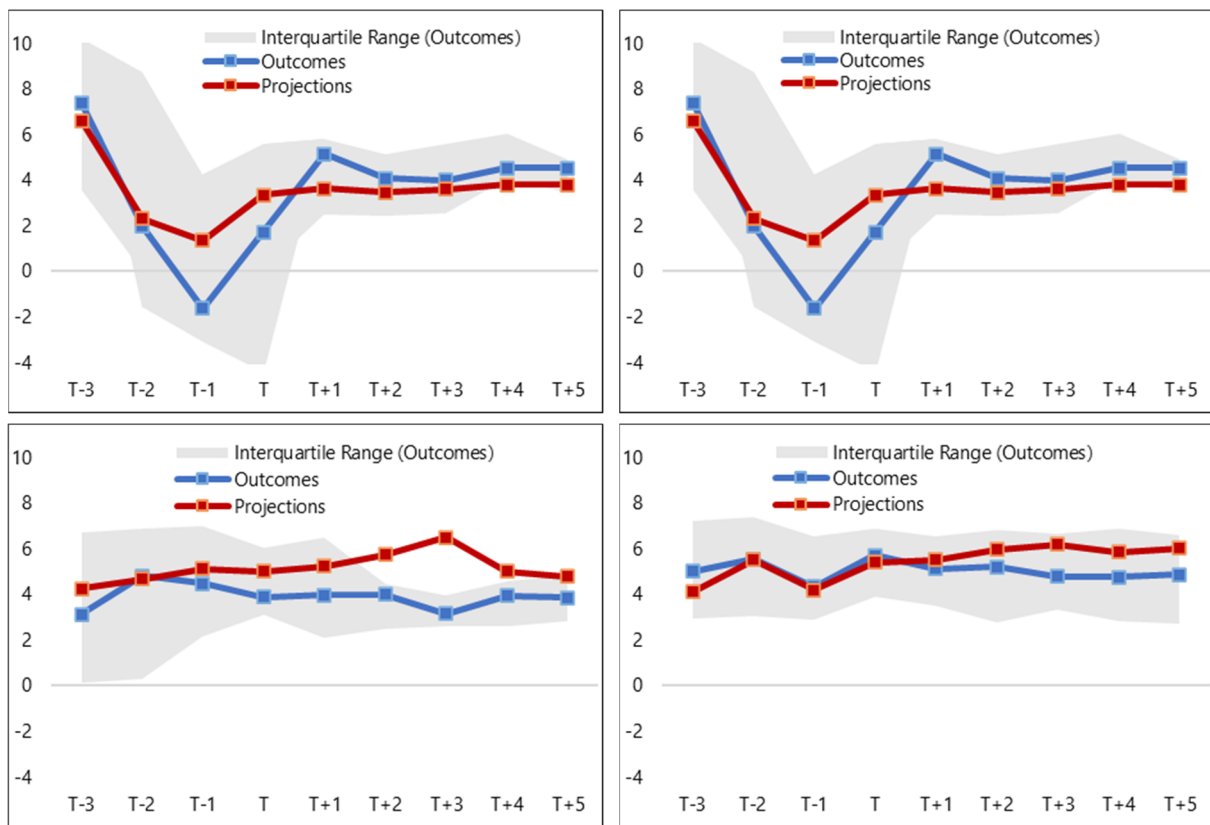 10
8
6
4
2
0
-2
-4
Interquartile Range (Outcomes)
Outcomes
Projections
T-3 T-2 T-1 T T+1 T+2 T+3 T+4 T+5
10
8
6
4
2
0
-2
-4
Interquartile Range (Outcomes)
Outcomes
Projections
T-3 T-2 T-1 T T+1 T+2 T+3 T+4 T+5
10
8
6
4
2
0
-2
-4
Interquartile Range (Outcomes)
Outcomes
Projections
T-3 T-2 T-1 T T+1 T+2 T+3 T+4 T+5
10
8
6
4
2
0
-2
-4
Interquartile Range (Outcomes)
Outcomes
Projections
T-3 T-2 T-1 T T+1 T+2 T+3 T+4 T+5